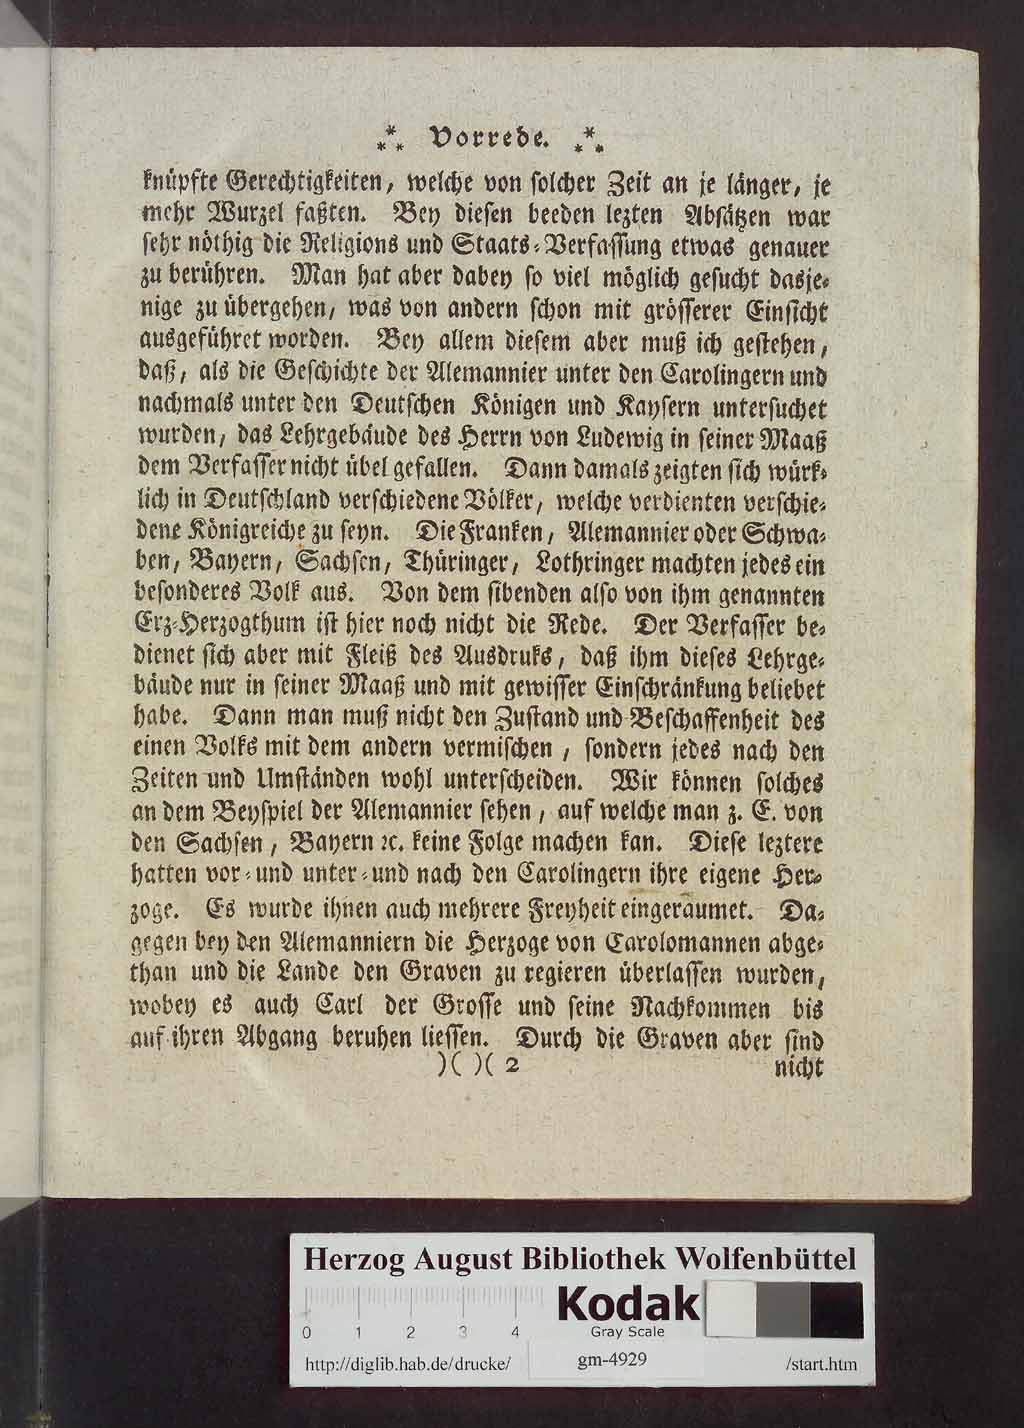 ⁂ Vorrede. ⁂
knüpfte Gerechtigkeiten, welche von solcher Zeit an je länger, je
mehr Wurzel faßten. Bey diesen beeden lezten Absätzen war
sehr nöthig die Religions und Staats-Verfassung etwas genauer
zu berühren. Man hat aber dabey so viel möglich gesucht dasje-
nige zu übergehen, was von andern schon mit grösserer Einsicht
ausgeführet worden. Bey allem diesem aber muß ich gestehen,
daß, als die Geschichte der Alemannier unter den Carolingern und
nachmals unter den Deutschen Königen und Kaysern untersuchet
wurden, das Lehrgebäude des Herrn von Ludewig in seiner Maaß
dem Verfasser nicht übel gefallen. Dann damals zeigten sich würk-
lich in Deutschland verschiedene Völker, welche verdienten verschie-
dene Königreiche zu seyn. Die Franken, Alemannier oder Schwa-
ben, Bayern, Sachsen, Thüringer, Lothringer machten jedes ein
besonderes Volk aus. Von dem sibenden also von ihm genannten
Erz-Herzogthum ist hier noch nicht die Rede. Der Verfasser be-
dienet sich aber mit Fleiß des Ausdruks, daß ihm dieses Lehrge-
bäude nur in seiner Maaß und mit gewisser Einschränkung beliebet
habe. Dann man muß nicht den Zustand und Beschaffenheit des
einen Volks mit dem andern vermischen, sondern jedes nach den
Zeiten und Umständen wohl unterscheiden. Wir können solches
an dem Beyspiel der Alemannier sehen, auf welche man z. E. von
den Sachsen, Bayern ꝛc. keine Folge machen kan. Diese leztere
hatten vor- und unter- und nach den Carolingern ihre eigene Her-
zoge. Es wurde ihnen auch mehrere Freyheit eingeraumet. Da-
gegen bey den Alemanniern die Herzoge von Carolomannen abge-
than und die Lande den Graven zu regieren überlassen wurden,
wobey es auch Carl der Grosse und seine Nachkommen bis
auf ihren Abgang beruhen liessen. Durch die Graven aber sind
)( )( 2 nicht
Herzog August Bibliothek Wolfenbüttel
Kodak
0 1 2 3 4 Gray Scale
http://diglib.hab.de/drucke/ gm-4929 /start.htm